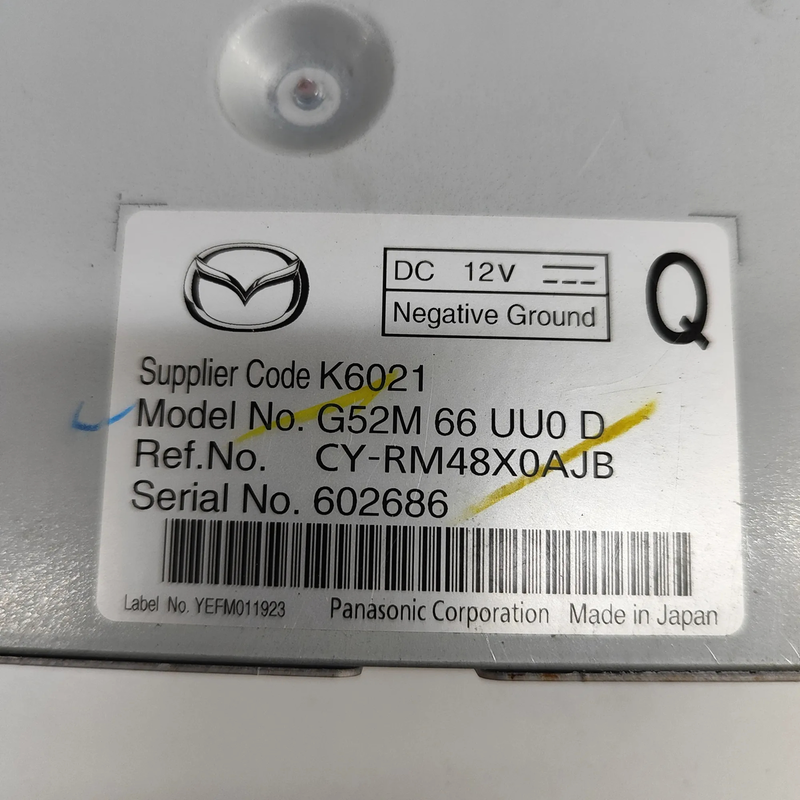 DC 12V
Negative Ground
Q
Supplier Code K6021
Model No. G52M 66 UU0 D
Ref.No. CY-RM48X0AJB
Serial No. 602686
Label No. YEFM011923 Panasonic Corporation Made in Japan